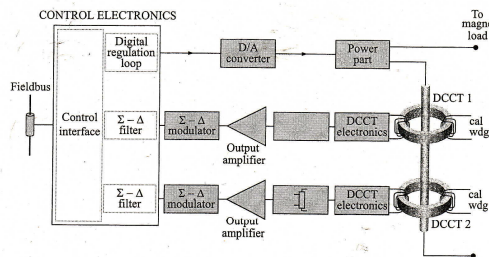 CONTROL ELECTRONICS
To
magne
load
Digital
regulation
loop
D/A
converter
Power
part
Fieldbus
DCCT 1
Control
interface
Σ – Δ
filter
Σ – Δ
modulator
DCCT
electronics
cal
wdg
Output
amplifier
Σ – Δ
filter
Σ – Δ
modulator
DCCT
electronics
cal
wdg
Output
amplifier
DCCT 2